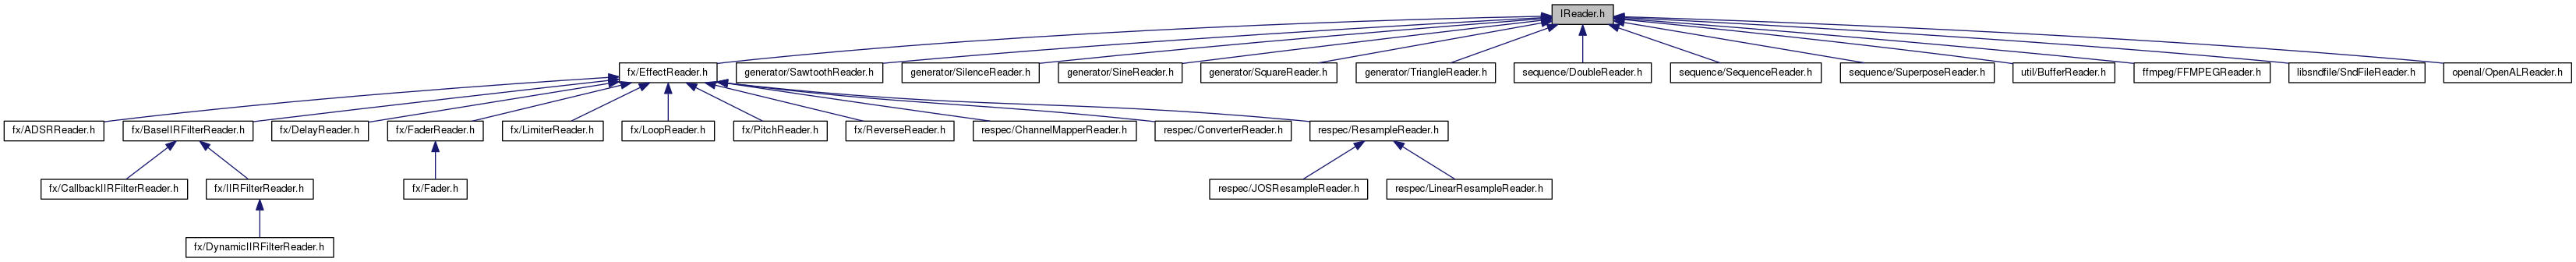 IReader.h
fx/EffectReader.h
generator/SawtoothReader.h
generator/SilenceReader.h
generator/SineReader.h
generator/SquareReader.h
generator/TriangleReader.h
sequence/DoubleReader.h
sequence/SequenceReader.h
sequence/SuperposeReader.h
util/BufferReader.h
ffmpeg/FFMPEGReader.h
libsndfile/SndFileReader.h
openal/OpenALReader.h
fx/ADSRReader.h
fx/BaseIIRFilterReader.h
fx/DelayReader.h
fx/FaderReader.h
fx/LimiterReader.h
fx/LoopReader.h
fx/PitchReader.h
fx/ReverseReader.h
respec/ChannelMapperReader.h
respec/ConverterReader.h
respec/ResampleReader.h
fx/CallbackIIRFilterReader.h
fx/IIRFilterReader.h
fx/Fader.h
respec/JOSResampleReader.h
respec/LinearResampleReader.h
fx/DynamicIIRFilterReader.h